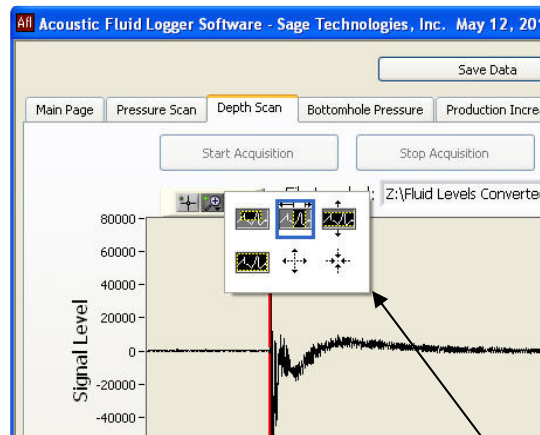 Afl Acoustic Fluid Logger Software - Sage Technologies, Inc. May 12, 20
Save Data
Main Page Pressure Scan Depth Scan Bottomhole Pressure Production Increa
Start Acquisition Stop Acquisition
Z:\Fluid Levels Converte
80000
60000
40000
20000
0
-20000
-40000
Signal Level